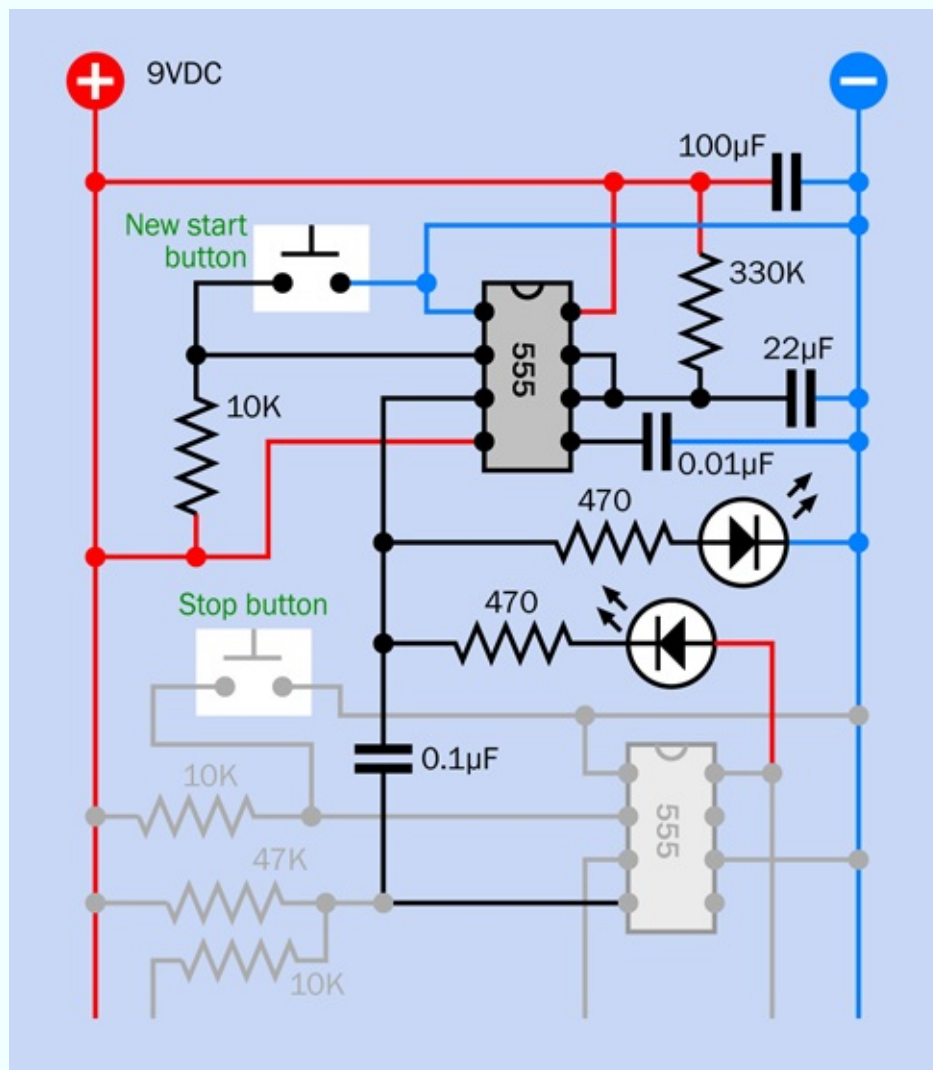 9VDC
100µF
New start
button
330K
555
22µF
10K
0.01µF
470
Stop button
470
0.1µF
10K
555
47K
10K